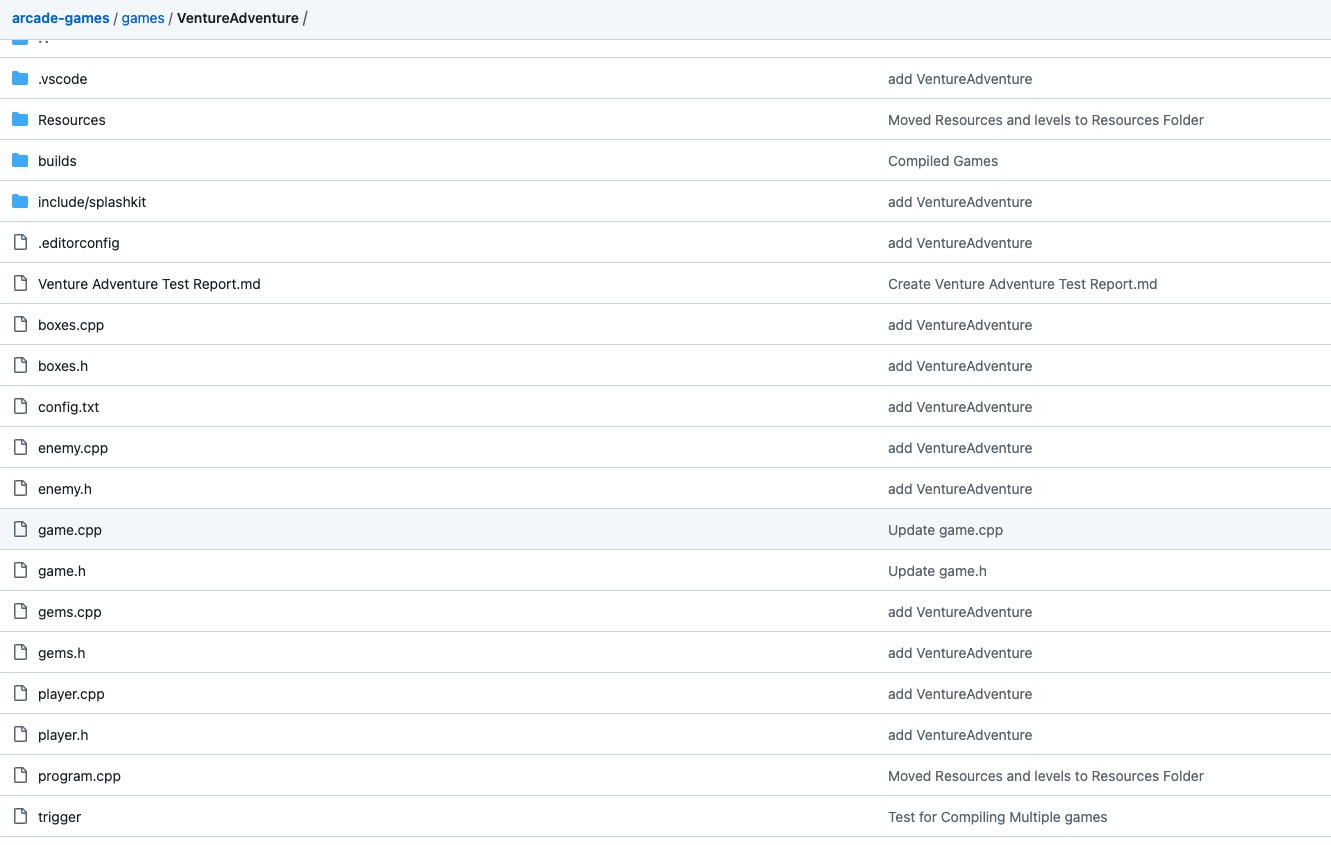 arcade-games / games / VentureAdventure /
..
.vscode add VentureAdventure
Resources Moved Resources and levels to Resources Folder
builds Compiled Games
include/splashkit add VentureAdventure
.editorconfig add VentureAdventure
Venture Adventure Test Report.md Create Venture Adventure Test Report.md
boxes.cpp add VentureAdventure
boxes.h add VentureAdventure
config.txt add VentureAdventure
enemy.cpp add VentureAdventure
enemy.h add VentureAdventure
game.cpp Update game.cpp
game.h Update game.h
gems.cpp add VentureAdventure
gems.h add VentureAdventure
player.cpp add VentureAdventure
player.h add VentureAdventure
program.cpp Moved Resources and levels to Resources Folder
trigger Test for Compiling Multiple games